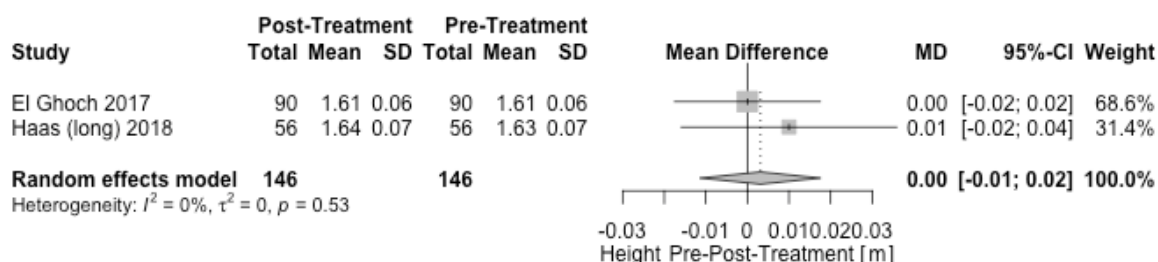 Post-Treatment Pre-Treatment
Study Total Mean SD Total Mean SD Mean Difference MD 95%-CI Weight
El Ghoch 2017 90 1.61 0.06 90 1.61 0.06 0.00 [-0.02; 0.02] 68.6%
Haas (long) 2018 56 1.64 0.07 56 1.63 0.07 0.01 [-0.02; 0.04] 31.4%
Random effects model 146 146 0.00 [-0.01; 0.02] 100.0%
Heterogeneity: I² = 0%, τ² = 0, p = 0.53
-0.03 -0.01 0 0.010.020.03
Height Pre-Post-Treatment [m]